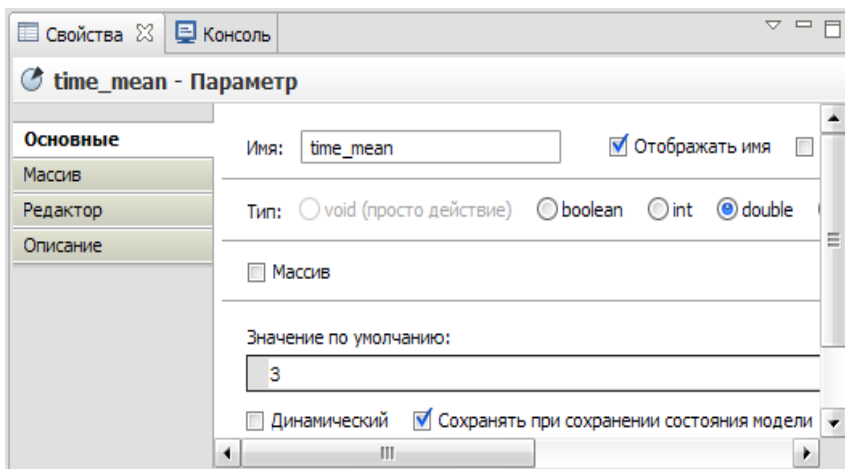 Свойства Консоль
time_mean - Параметр
Основные
Массив
Редактор
Описание
Имя: time_mean Отображать имя
Тип: void (просто действие) boolean int double
Массив
Значение по умолчанию:
3
Динамический Сохранять при сохранении состояния модели